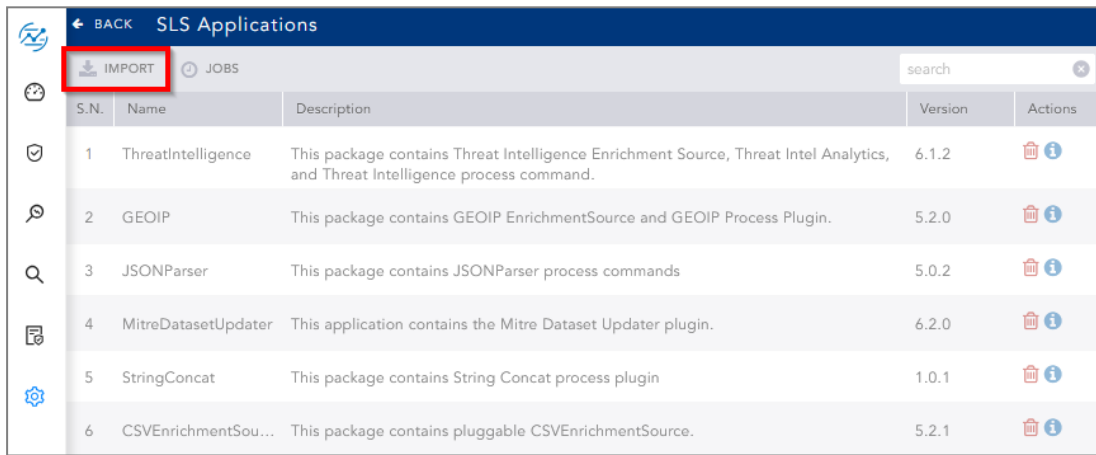 BACK SLS Applications
IMPORT JOBS search
S.N. Name Description Version Actions
1 ThreatIntelligence This package contains Threat Intelligence Enrichment Source, Threat Intel Analytics, 6.1.2
and Threat Intelligence process command.
2 GEOIP This package contains GEOIP EnrichmentSource and GEOIP Process Plugin. 5.2.0
3 JSONParser This package contains JSONParser process commands 5.0.2
4 MitreDatasetUpdater This application contains the Mitre Dataset Updater plugin. 6.2.0
5 StringConcat This package contains String Concat process plugin 1.0.1
6 CSVEnrichmentSou... This package contains pluggable CSVEnrichmentSource. 5.2.1